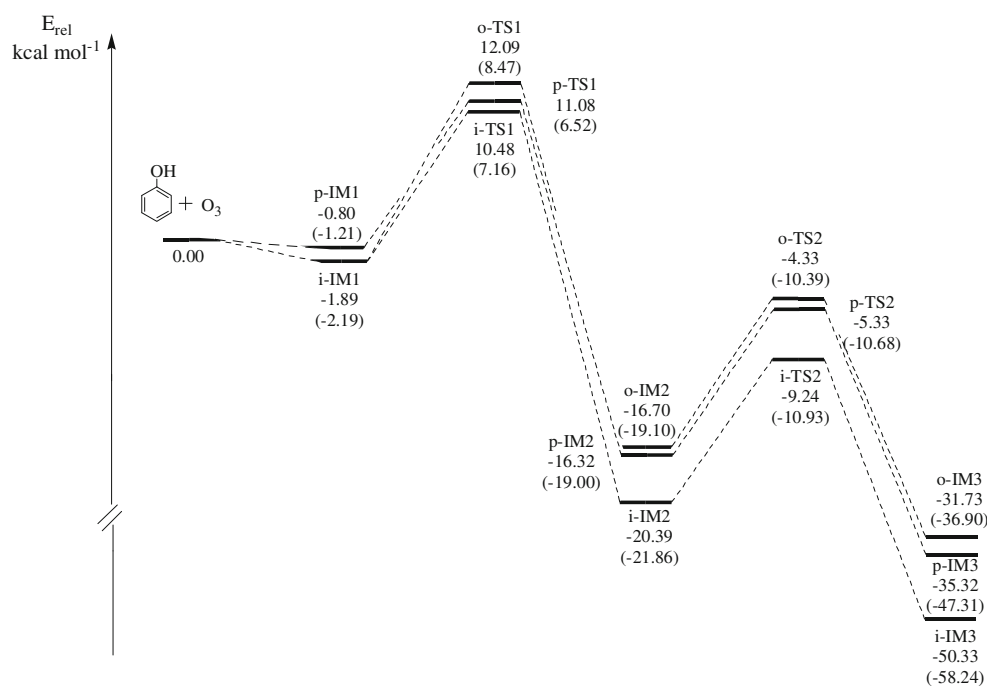 E_rel
kcal mol⁻¹
OH
+ O₃
0.00
p-IM1
-0.80
(-1.21)
i-IM1
-1.89
(-2.19)
o-TS1
12.09
(8.47)
p-TS1
11.08
(6.52)
i-TS1
10.48
(7.16)
o-IM2
-16.70
(-19.10)
p-IM2
-16.32
(-19.00)
i-IM2
-20.39
(-21.86)
o-TS2
-4.33
(-10.39)
p-TS2
-5.33
(-10.68)
i-TS2
-9.24
(-10.93)
o-IM3
-31.73
(-36.90)
p-IM3
-35.32
(-47.31)
i-IM3
-50.33
(-58.24)